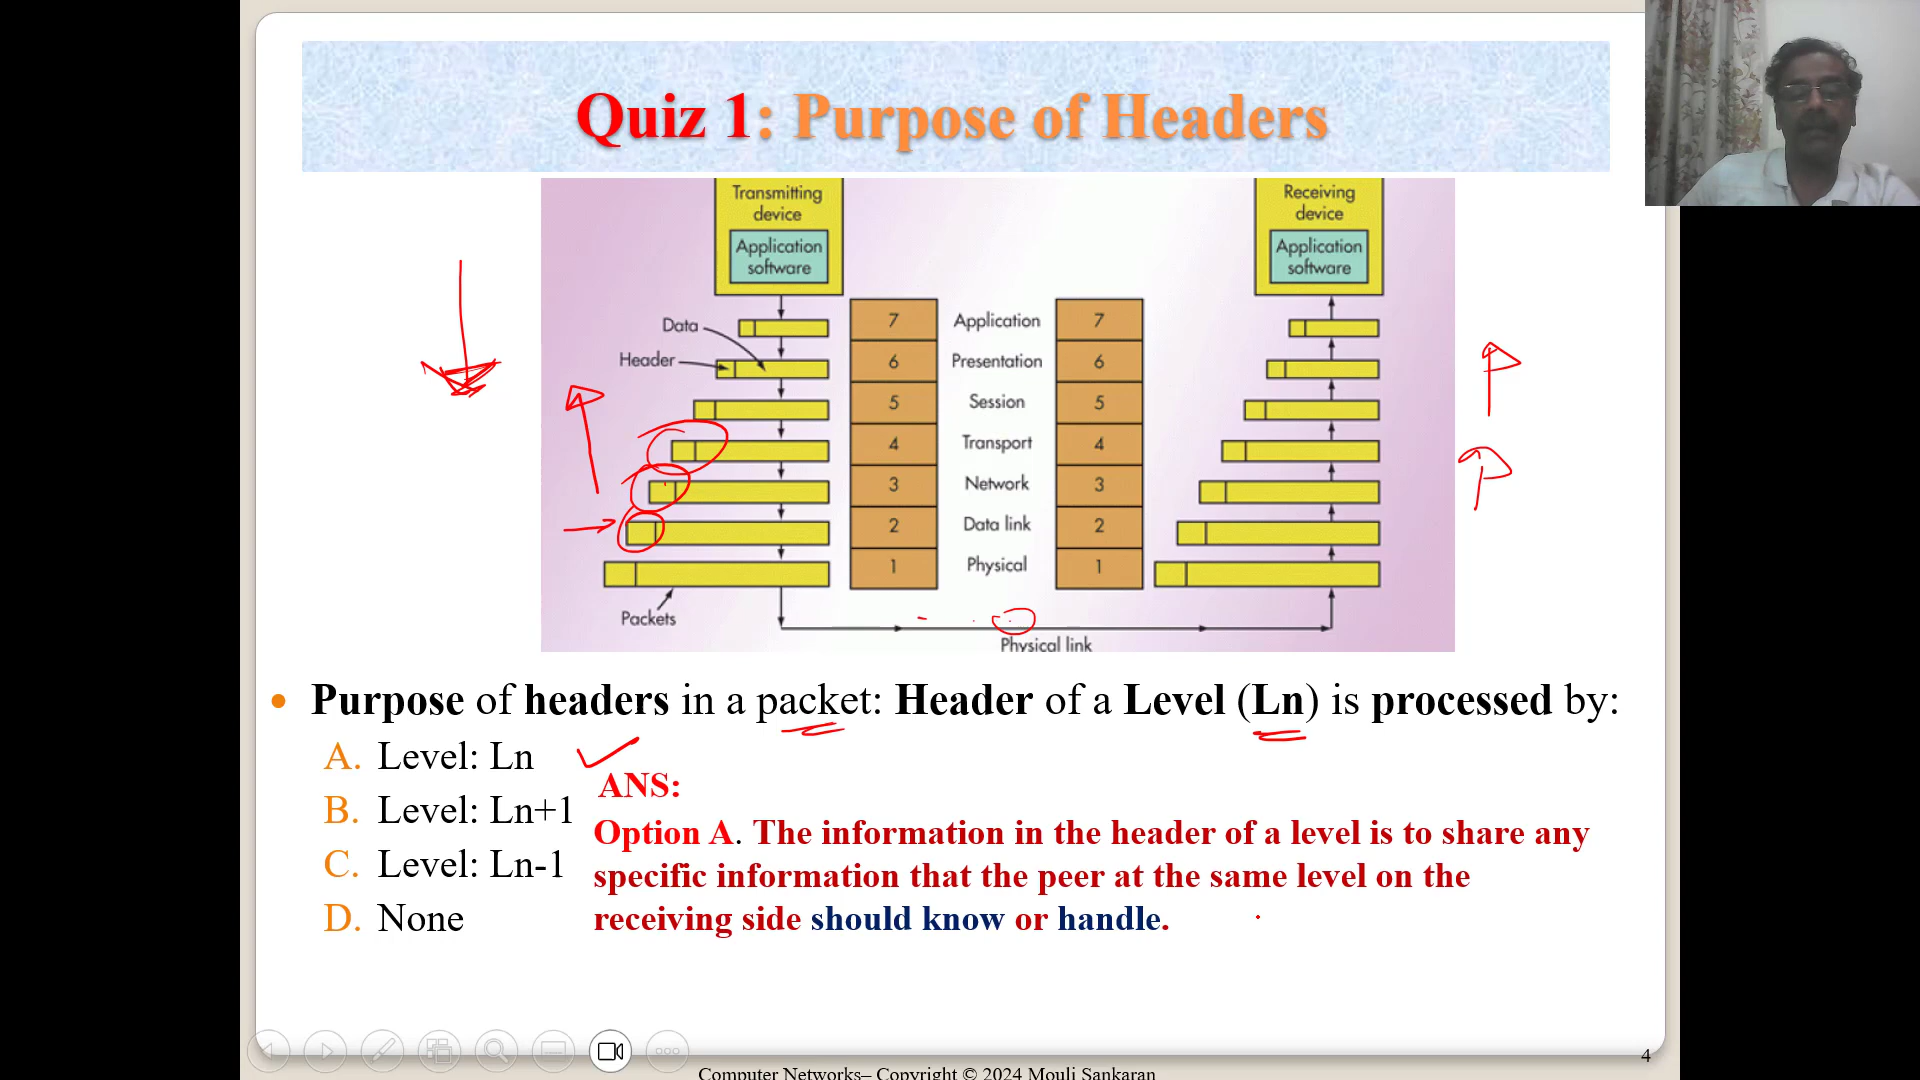 Quiz 1: Purpose of Headers
Transmitting
device
Application
software
Receiving
device
Application
software
Data
Header
7 Application 7
6 Presentation 6
5 Session 5
4 Transport 4
3 Network 3
2 Data link 2
1 Physical 1
Packets
Physical link
• Purpose of headers in a packet: Header of a Level (Ln) is processed by:
A. Level: Ln
B. Level: Ln+1
C. Level: Ln-1
D. None
ANS:
Option A. The information in the header of a level is to share any
specific information that the peer at the same level on the
receiving side should know or handle.
4
Computer Networks– Copyright © 2024 Mouli Sankaran